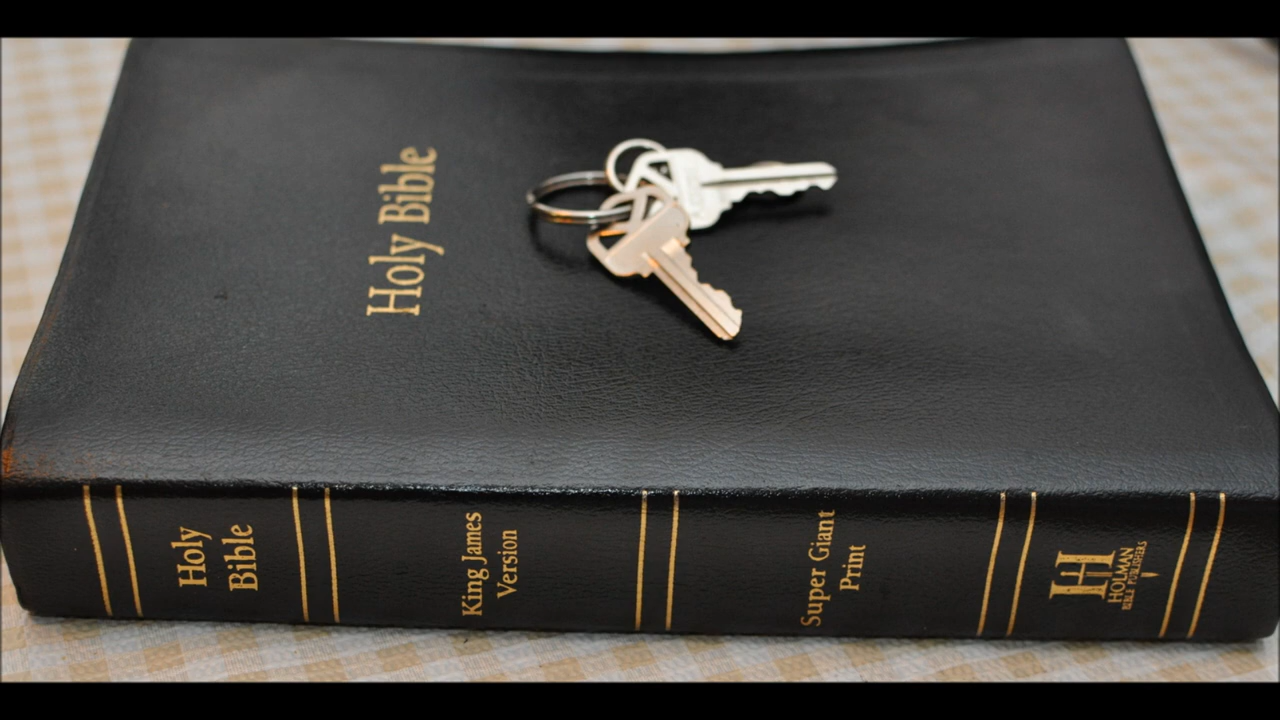 Holy Bible
Holy
Bible
King James
Version
Super Giant
Print
HOLMAN
BIBLE PUBLISHERS